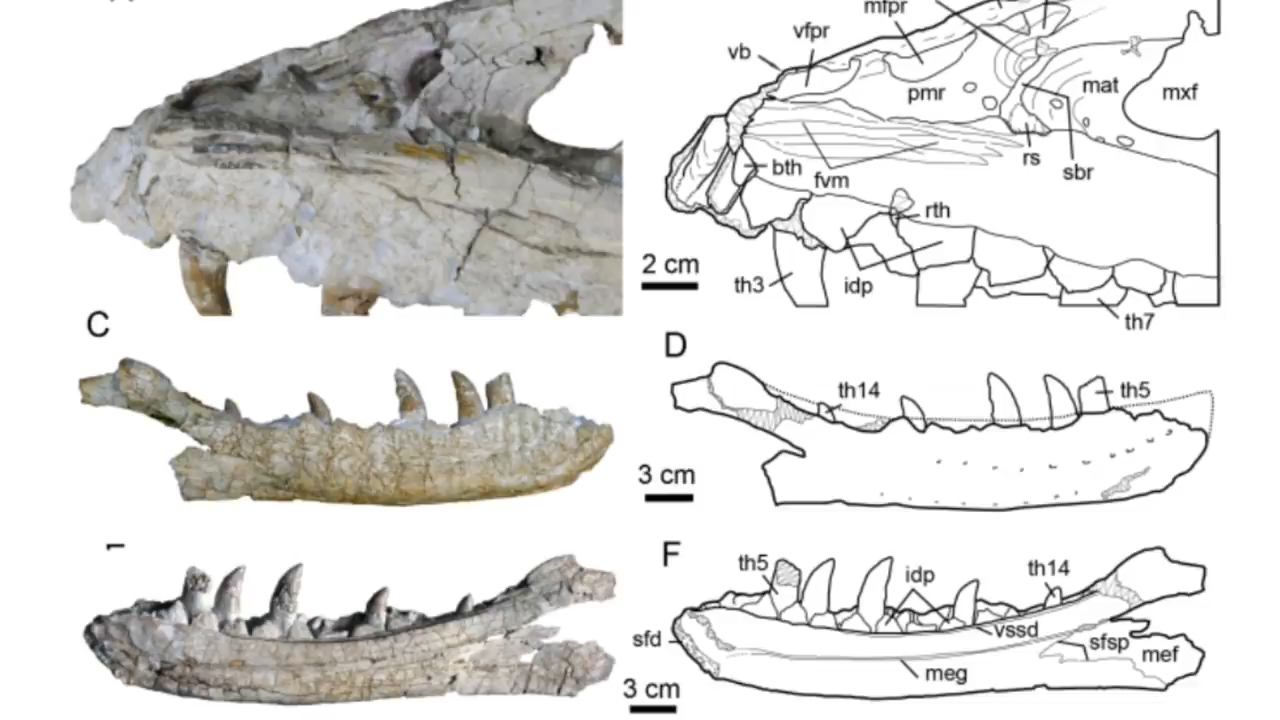 mfpr
vfpr
vb
pmr
mat
mxf
bth
fvm
rs
sbr
rth
2 cm
th3
idp
th7
C
D
th14
th5
3 cm
F
th5
idp
th14
sfd
vssd
sfsp
mef
meg
3 cm